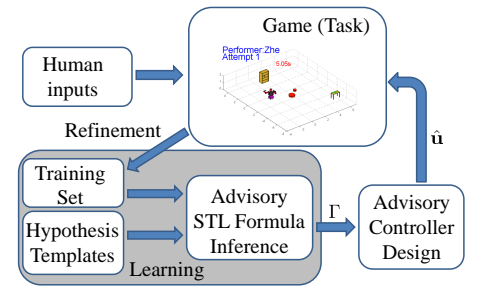 Game (Task)
Performer:Zhe
Attempt 1
5.05s
Human
inputs
Refinement
û
Training
Set
Advisory
STL Formula
Inference
Hypothesis
Templates
Learning
Γ
Advisory
Controller
Design